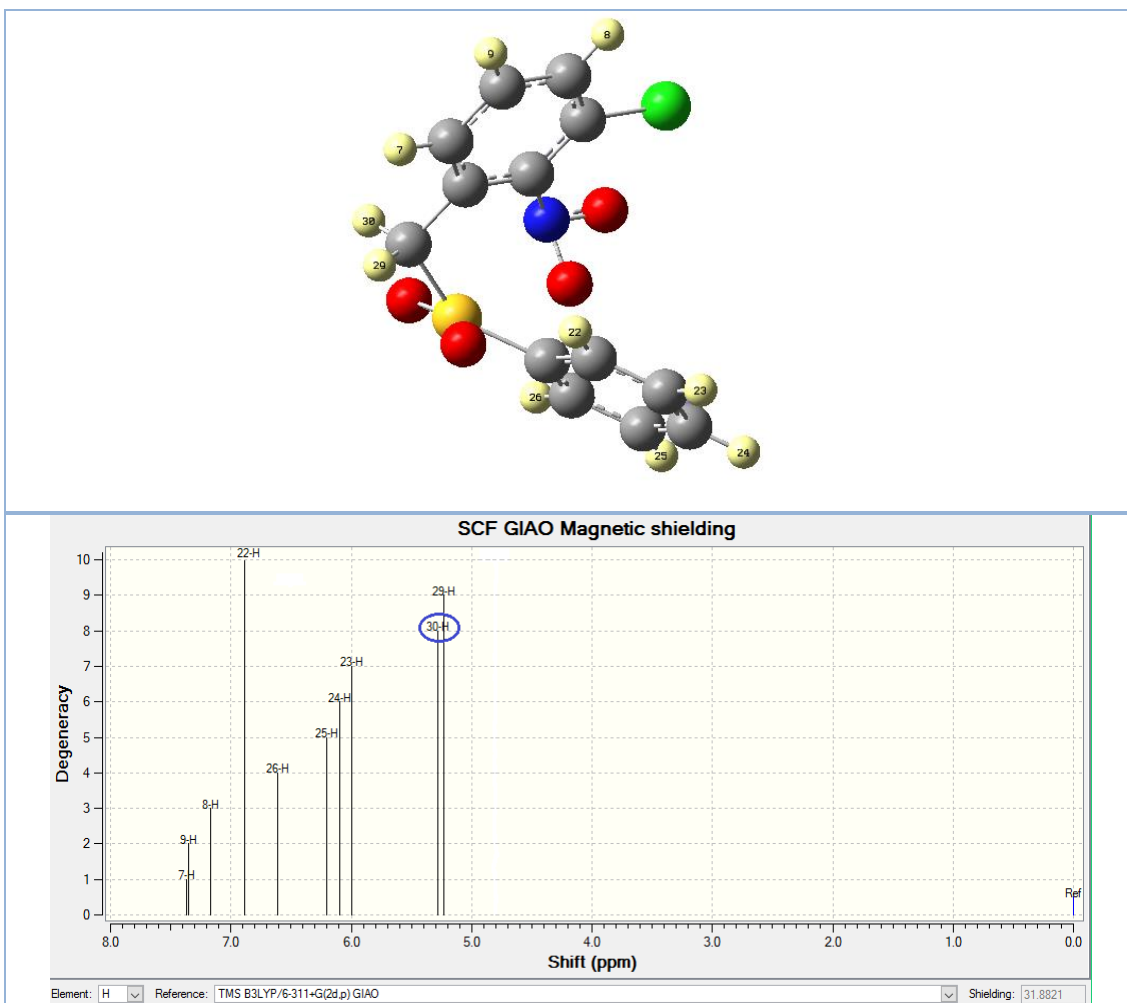 8
9
7
30
29
22
26
23
25
24
SCF GIAO Magnetic shielding
Degeneracy
10
9
8
7
6
5
4
3
2
1
0
22-H
29-H
30-H
23-H
24-H
25-H
26-H
8-H
9-H
7-H
Ref
8.0 7.0 6.0 5.0 4.0 3.0 2.0 1.0 0.0
Shift (ppm)
Element: H Reference: TMS B3LYP/6-311+G(2d,p) GIAO Shielding: 31.8821